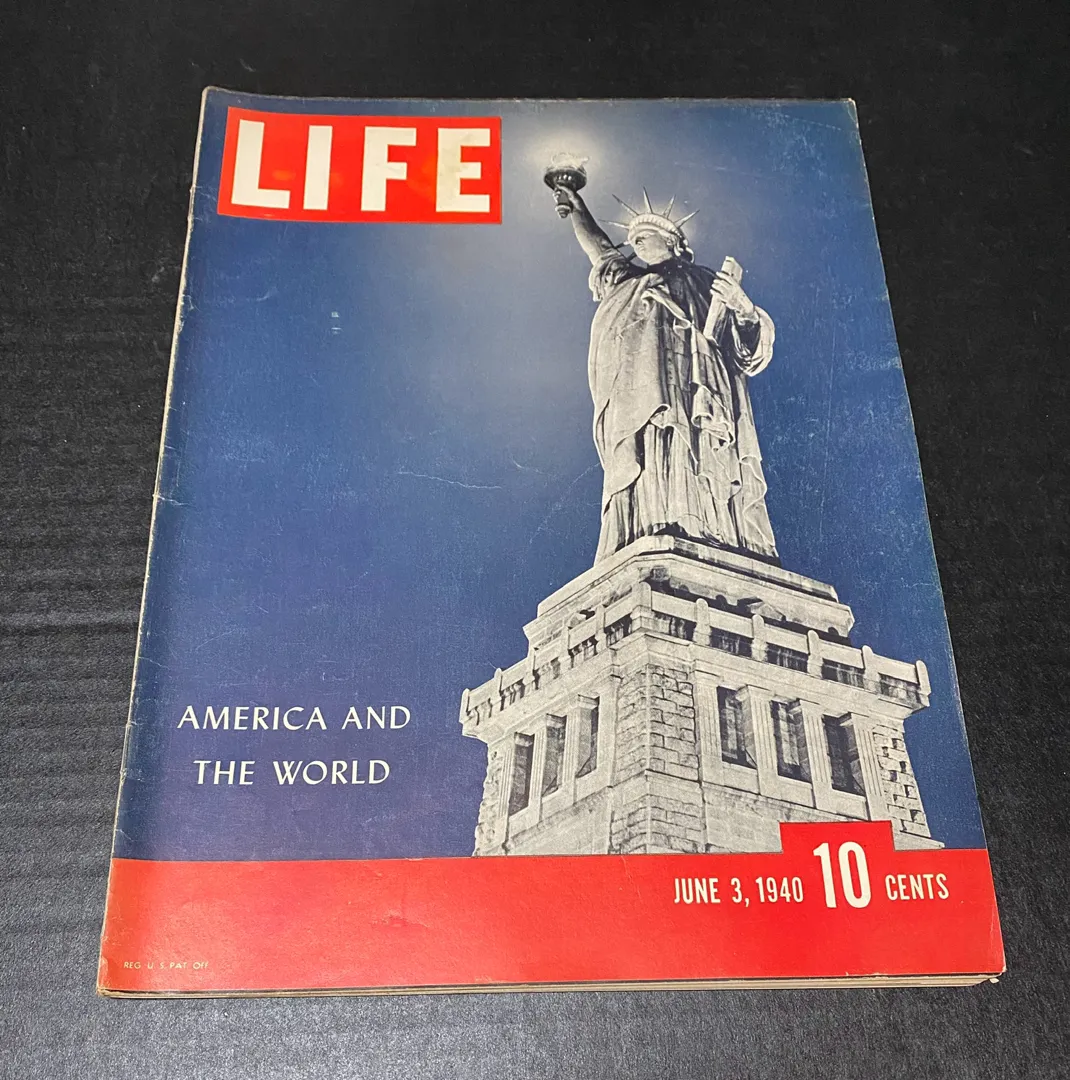 LIFE
AMERICA AND
THE WORLD
JUNE 3, 1940 10 CENTS
REG. U. S. PAT. OFF